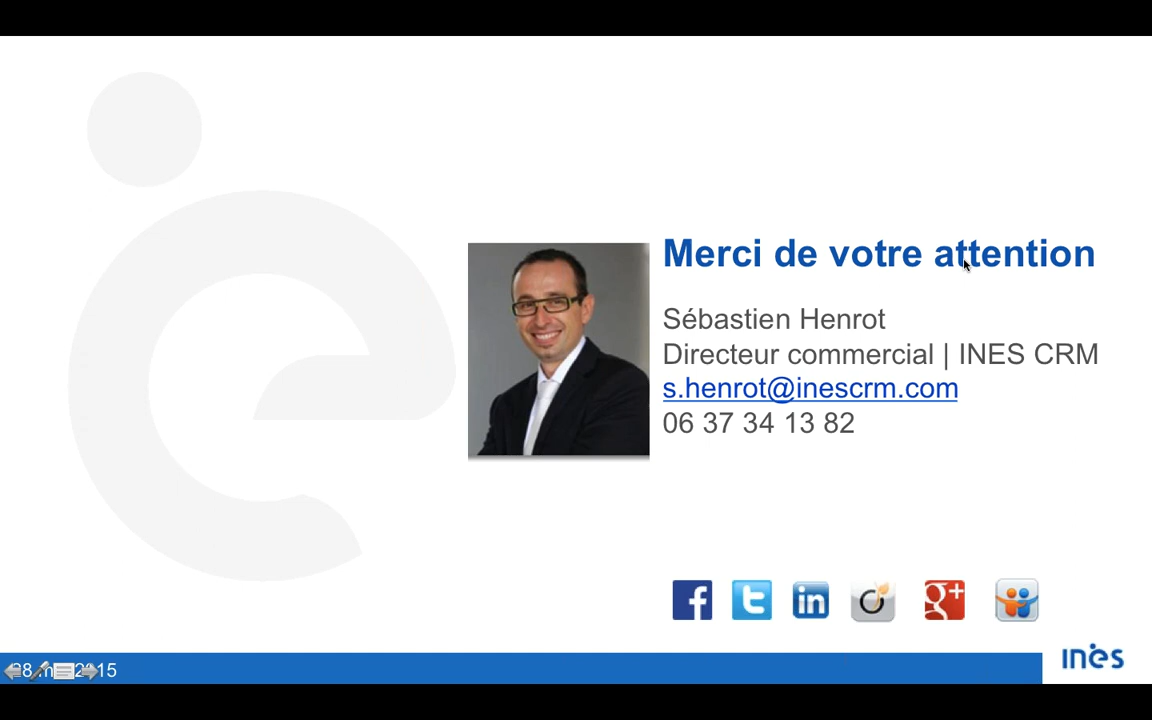 Merci de votre attention
Sébastien Henrot
Directeur commercial | INES CRM
s.henrot@inescrm.com
06 37 34 13 82
inès